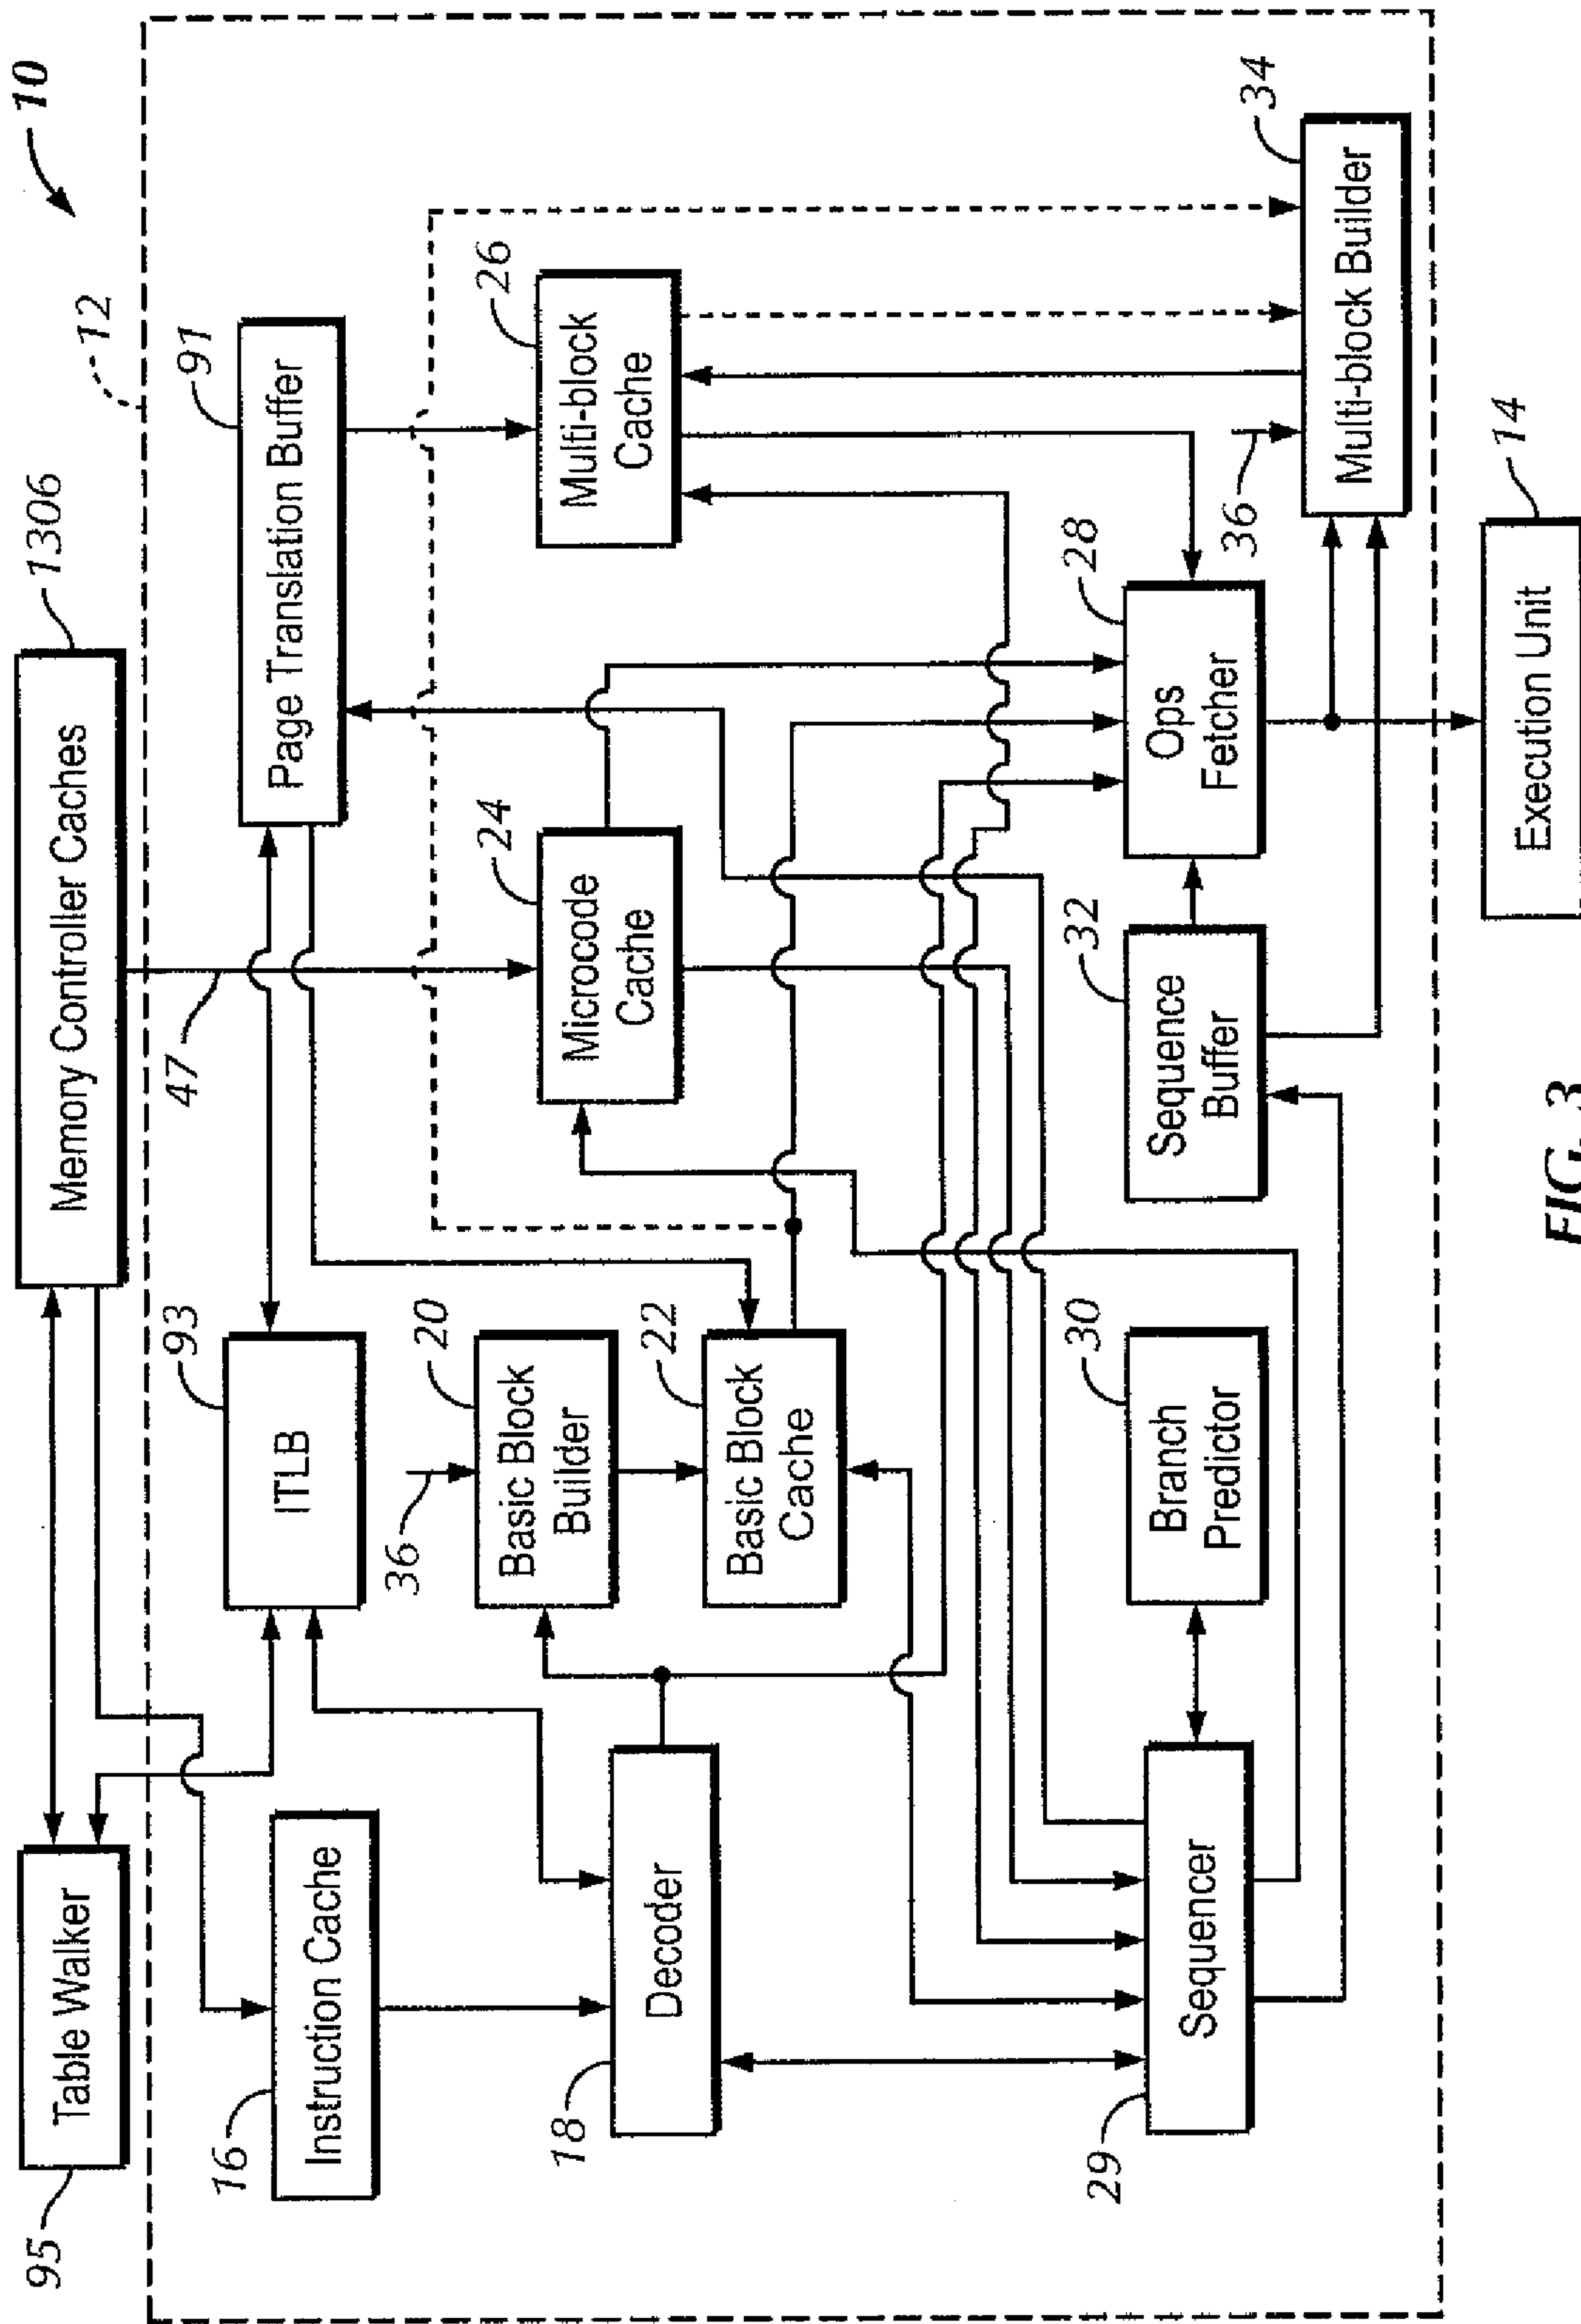 10
Table Walker
95
Memory Controller Caches
1306
12
47
Instruction Cache
16
ITLB
93
Page Translation Buffer
91
36
Basic Block
Builder
20
Microcode
Cache
24
Multi-block
Cache
26
Decoder
18
Basic Block
Cache
22
Sequencer
29
Branch
Predictor
30
Sequence
Buffer
32
Ops
Fetcher
28
36
Multi-block Builder
34
Execution Unit
14
FIG. 3